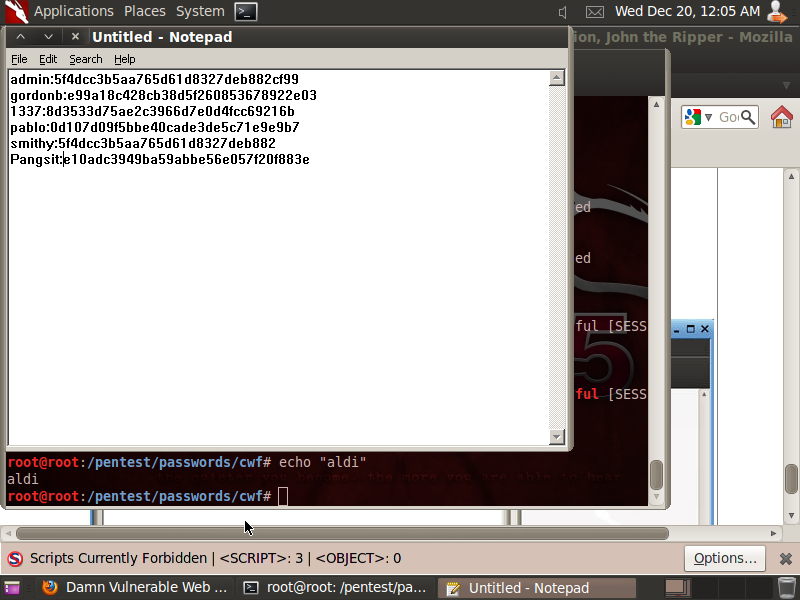 Applications Places System Wed Dec 20, 12:05 AM
Untitled - Notepad
ion, John the Ripper - Mozilla
File Edit Search Help
admin:5f4dcc3b5aa765d61d8327deb882cf99
gordonb:e99a18c428cb38d5f260853678922e03
1337:8d3533d75ae2c3966d7e0d4fcc69216b
pablo:0d107d09f5bbe40cade3de5c71e9e9b7
smithy:5f4dcc3b5aa765d61d8327deb882
Pangsit:e10adc3949ba59abbe56e057f20f883e
Go
ed
ed
ful [SESS
5
ful [SESS
root@root:/pentest/passwords/cwf# echo "aldi"
aldi
root@root:/pentest/passwords/cwf#
Scripts Currently Forbidden | <SCRIPT>: 3 | <OBJECT>: 0
Options...
Damn Vulnerable Web ... root@root: /pentest/pa... Untitled - Notepad